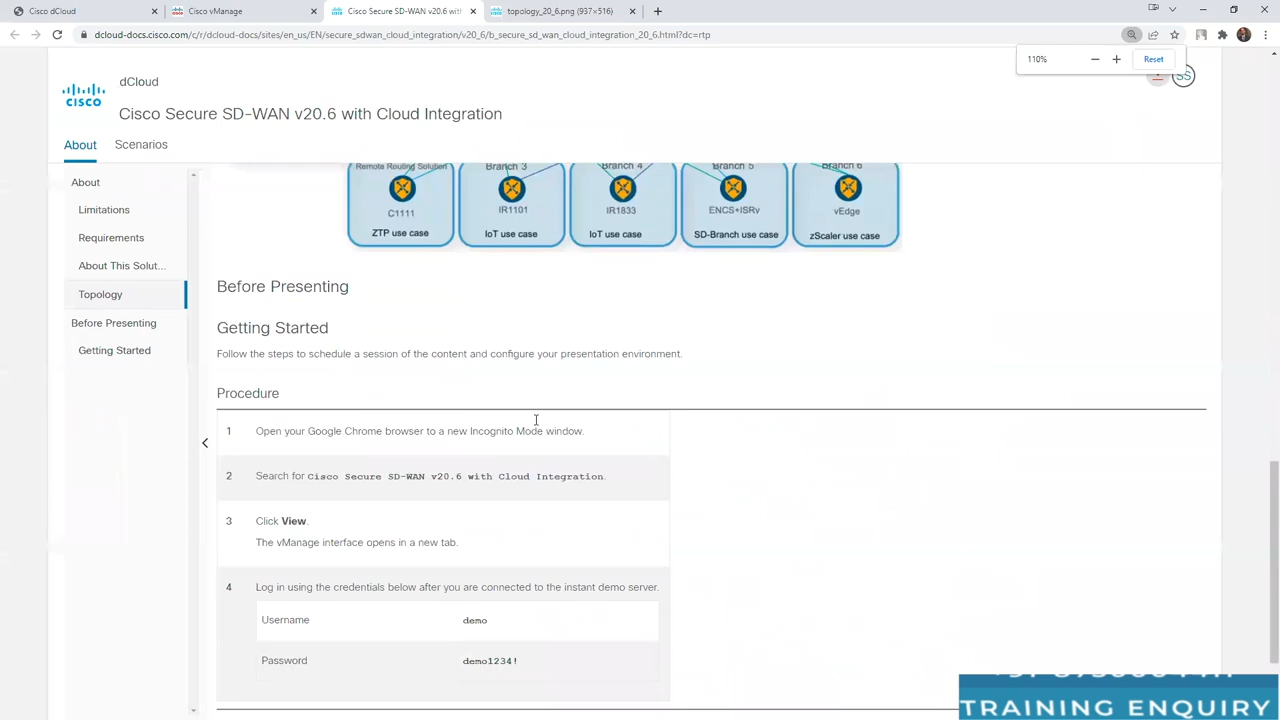 Cisco dCloud
Cisco vManage
Cisco Secure SD-WAN v20.6 with
topology_20_6.png (937×516)
dcloud-docs.cisco.com/c/r/dcloud-docs/sites/en_us/EN/secure_sdwan_cloud_integration/v20_6/b_secure_sd_wan_cloud_integration_20_6.html?dc=rtp
110%
Reset
SS
CISCO
dCloud
Cisco Secure SD-WAN v20.6 with Cloud Integration
About
Scenarios
About
Limitations
Requirements
About This Solut...
Topology
Before Presenting
Getting Started
Remote Routing Solution
Branch 3
Branch 4
Branch 5
Branch 6
C1111
IR1101
IR1833
ENCS+ISRv
vEdge
ZTP use case
IoT use case
IoT use case
SD-Branch use case
zScaler use case
Before Presenting
Getting Started
Follow the steps to schedule a session of the content and configure your presentation environment.
Procedure
1 Open your Google Chrome browser to a new Incognito Mode window.
2 Search for Cisco Secure SD-WAN v20.6 with Cloud Integration.
3 Click View.
The vManage interface opens in a new tab.
4 Log in using the credentials below after you are connected to the instant demo server.
Username demo
Password demo1234!
TRAINING ENQUIRY